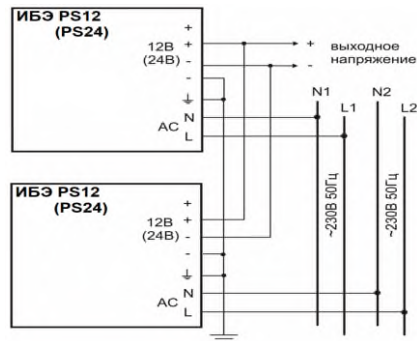 ИБЭ PS12
(PS24)
+
12В +
(24В) -
-
N
AC
L
+ выходное
- напряжение
N1 N2
L1 L2
~230В 50Гц
~230В 50Гц
ИБЭ PS12
(PS24)
+
12В +
(24В) -
-
N
AC
L